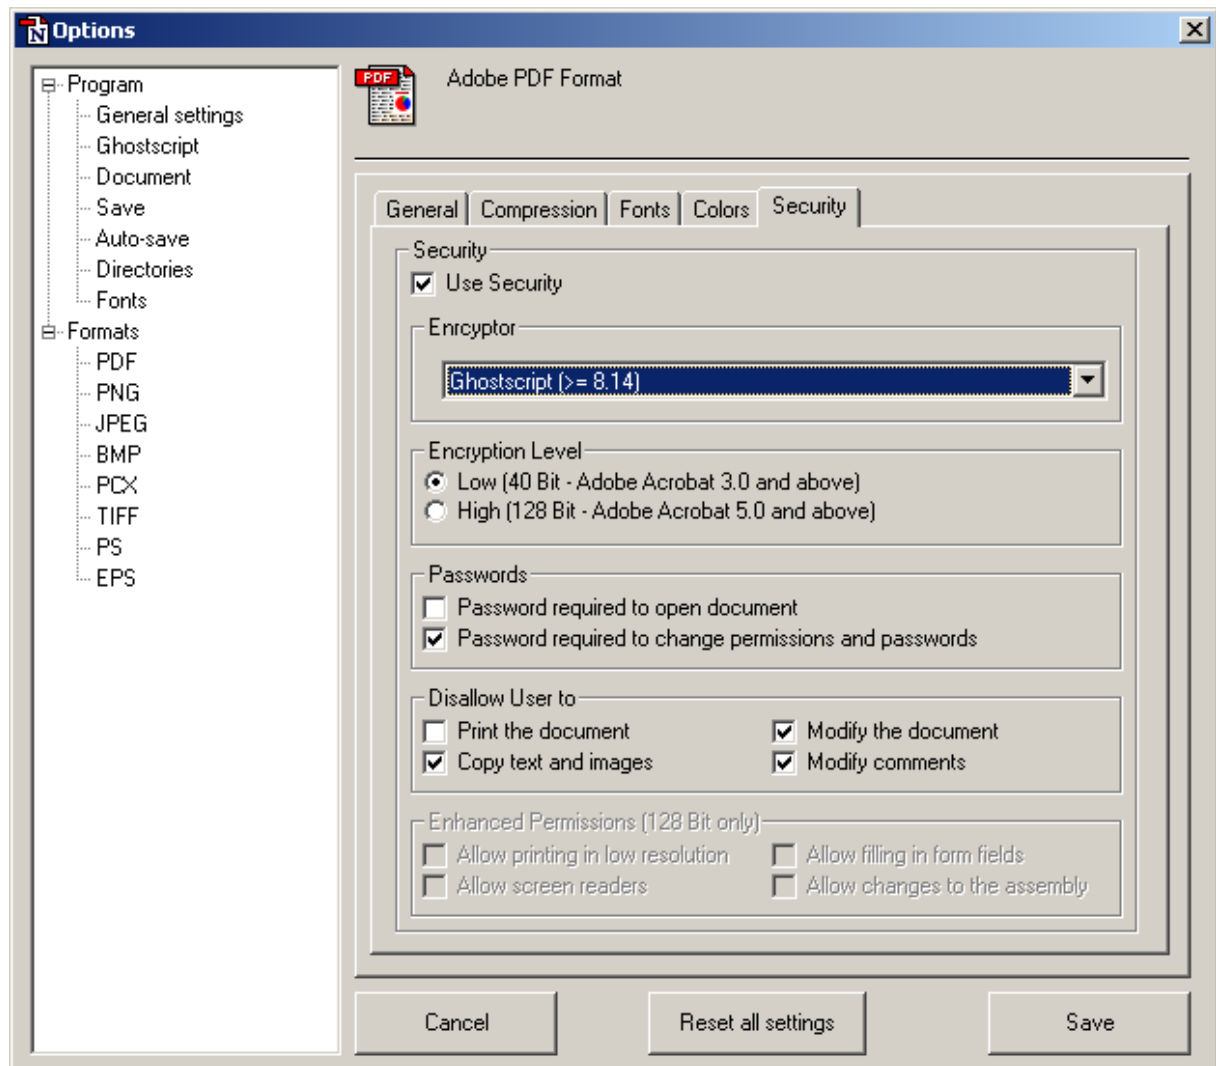 Options
Program
General settings
Ghostscript
Document
Save
Auto-save
Directories
Fonts
Formats
PDF
PNG
JPEG
BMP
PCX
TIFF
PS
EPS
PDF
Adobe PDF Format
General Compression Fonts Colors Security
Security
Use Security
Enrcyptor
Ghostscript (>= 8.14)
Encryption Level
Low (40 Bit - Adobe Acrobat 3.0 and above)
High (128 Bit - Adobe Acrobat 5.0 and above)
Passwords
Password required to open document
Password required to change permissions and passwords
Disallow User to
Print the document Modify the document
Copy text and images Modify comments
Enhanced Permissions (128 Bit only)
Allow printing in low resolution Allow filling in form fields
Allow screen readers Allow changes to the assembly
Cancel Reset all settings Save